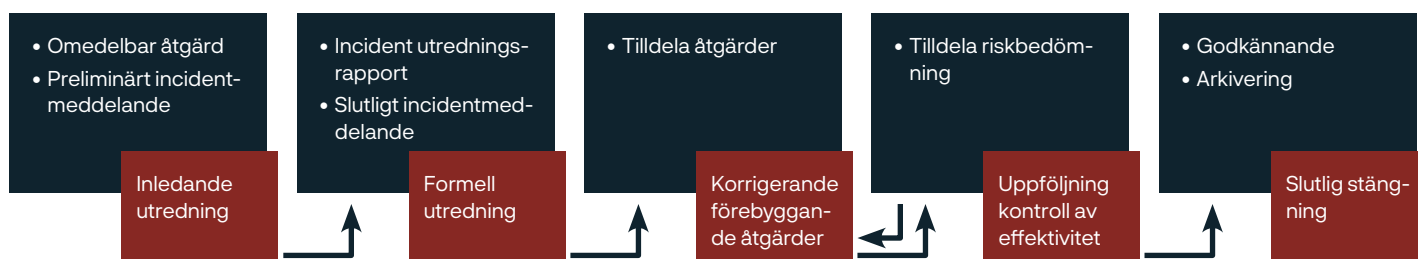 • Omedelbar åtgärd
• Preliminärt incident-
meddelande
Inledande
utredning
• Incident utrednings-
rapport
• Slutligt incidentmed-
delande
Formell
utredning
• Tilldela åtgärder
Korrigerande
förebyggan-
de åtgärder
• Tilldela riskbedöm-
ning
Uppföljning
kontroll av
effektivitet
• Godkännande
• Arkivering
Slutlig stäng-
ning